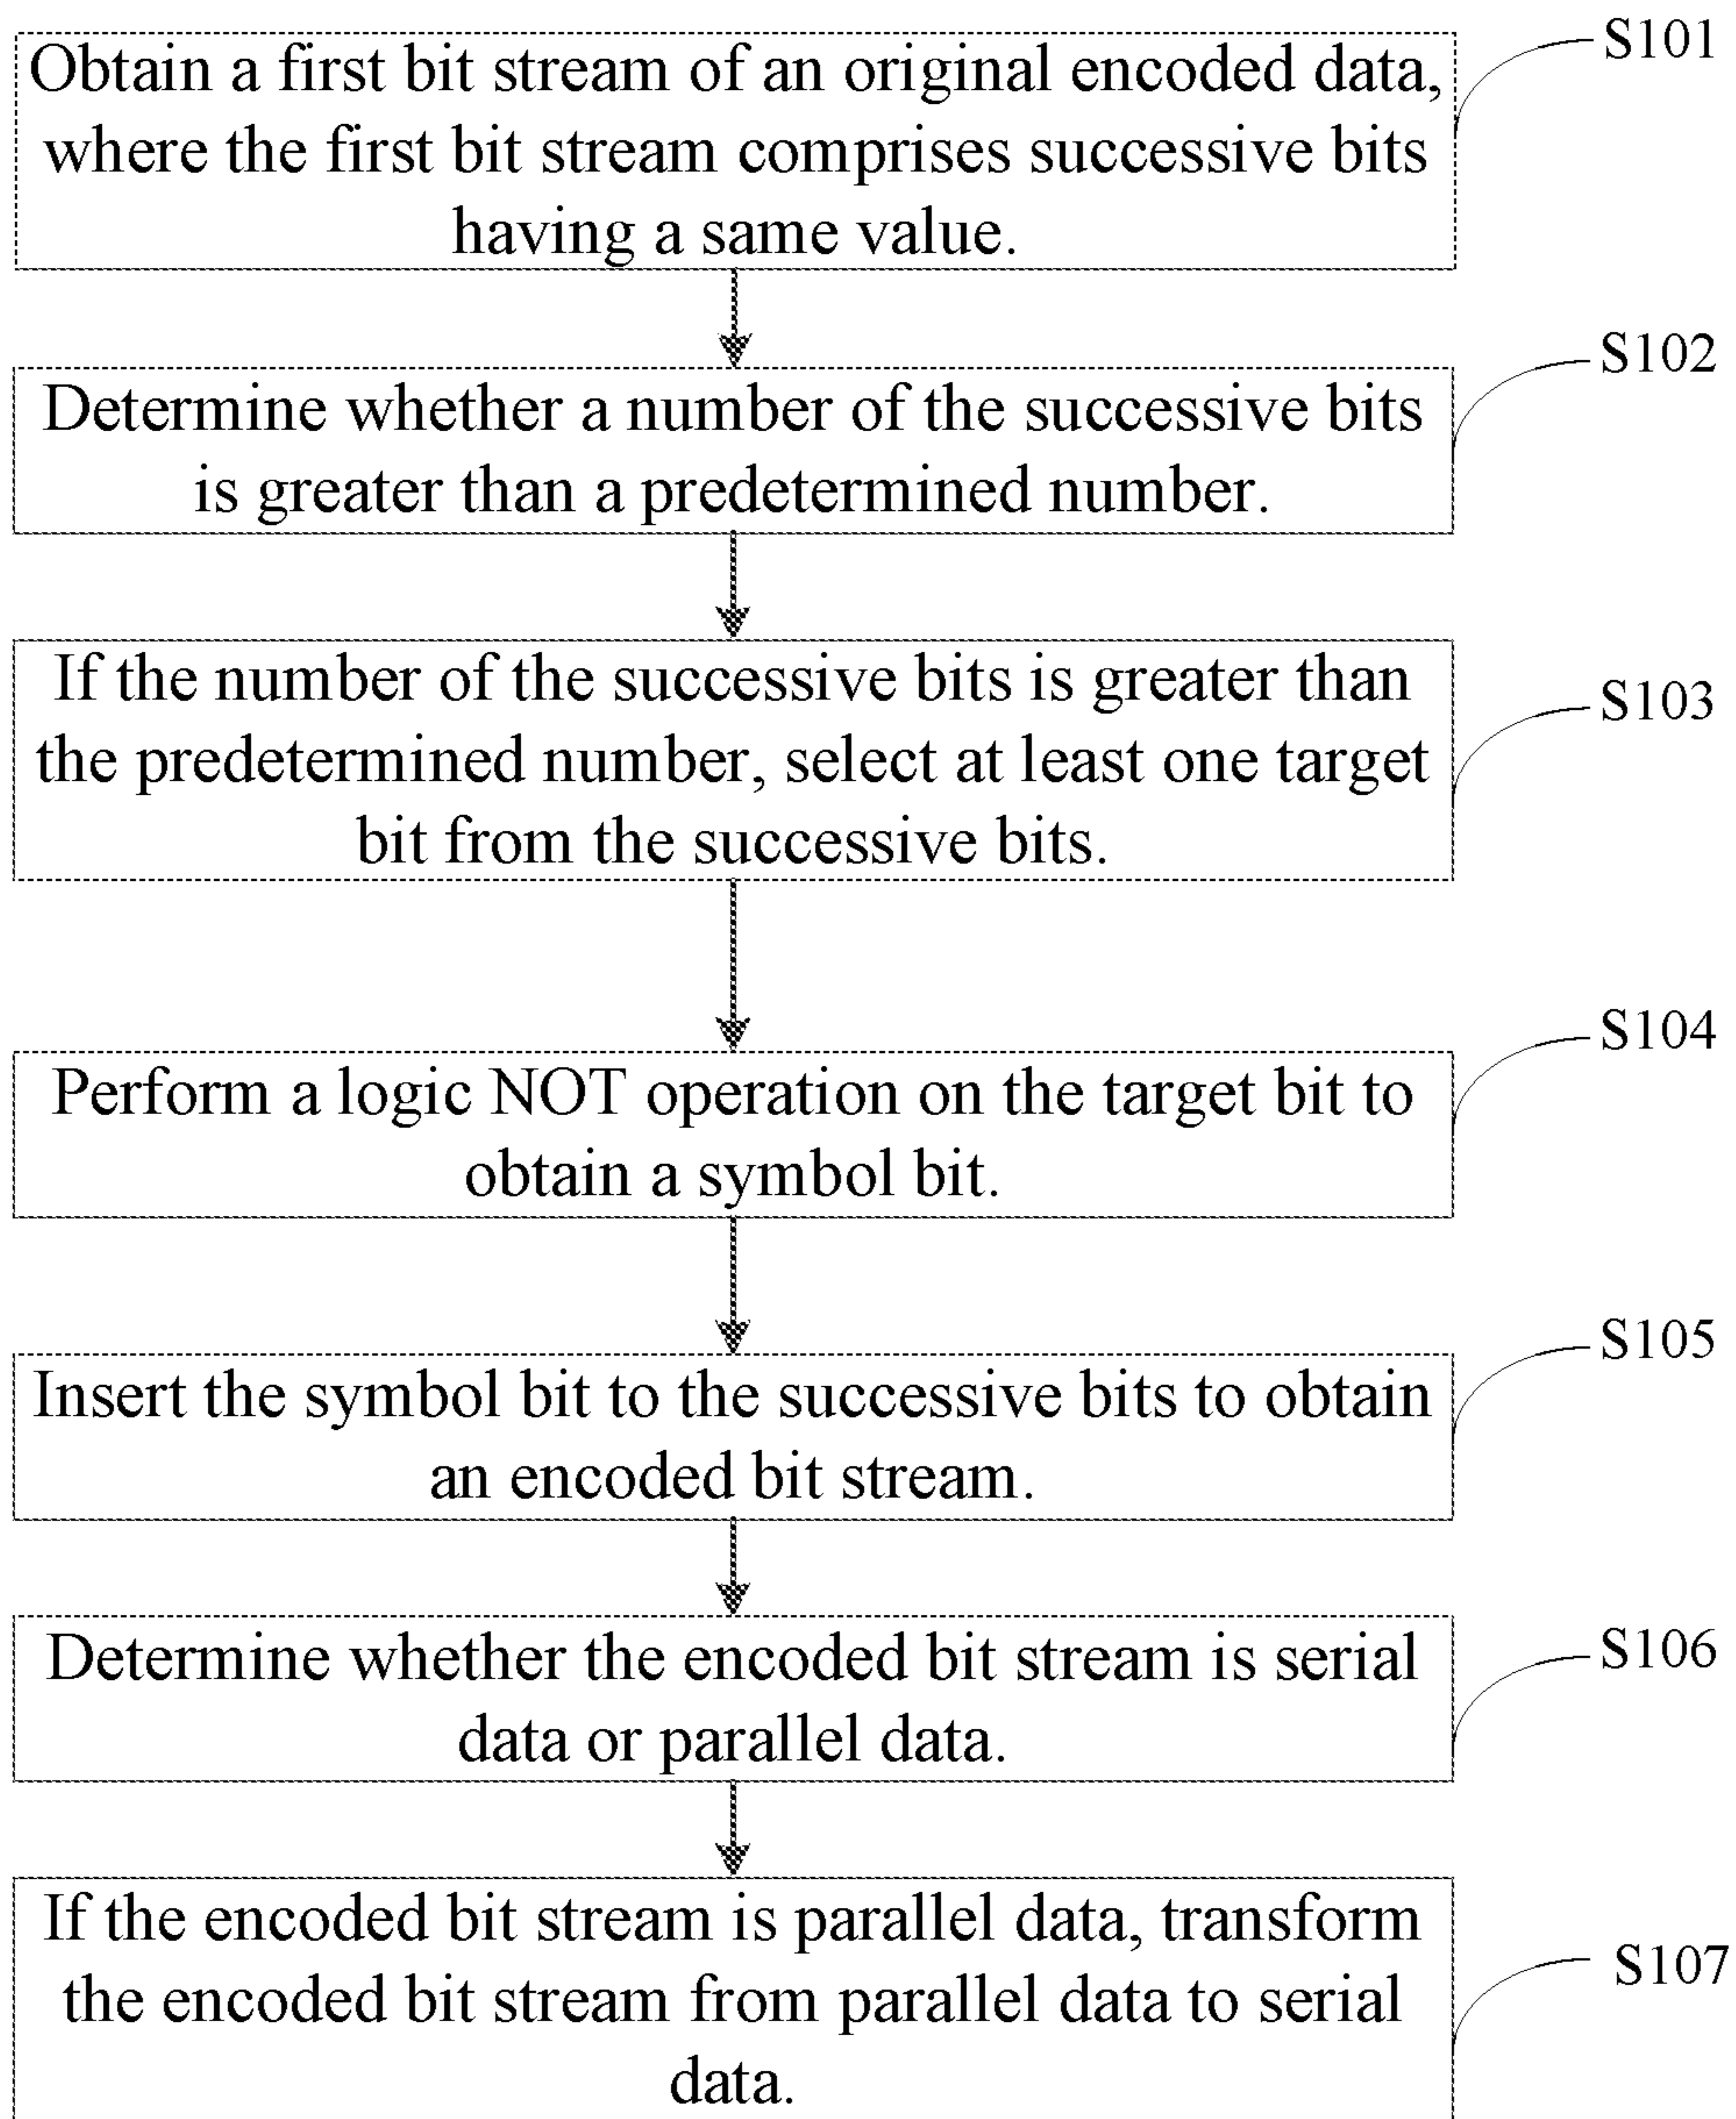 S101
Obtain a first bit stream of an original encoded data,
where the first bit stream comprises successive bits
having a same value.
S102
Determine whether a number of the successive bits
is greater than a predetermined number.
S103
If the number of the successive bits is greater than
the predetermined number, select at least one target
bit from the successive bits.
S104
Perform a logic NOT operation on the target bit to
obtain a symbol bit.
S105
Insert the symbol bit to the successive bits to obtain
an encoded bit stream.
S106
Determine whether the encoded bit stream is serial
data or parallel data.
S107
If the encoded bit stream is parallel data, transform
the encoded bit stream from parallel data to serial
data.